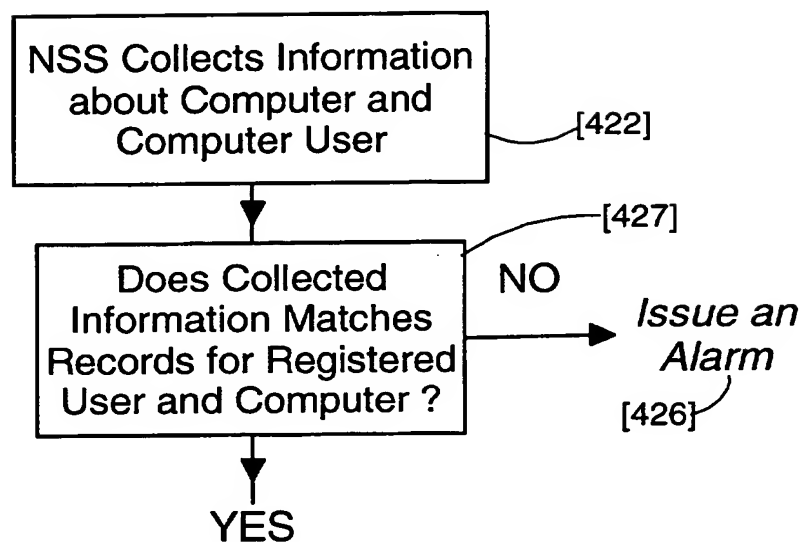 NSS Collects Information
about Computer and
Computer User
[422]
[427]
Does Collected
Information Matches
Records for Registered
User and Computer ?
NO
Issue an
Alarm
[426]
YES